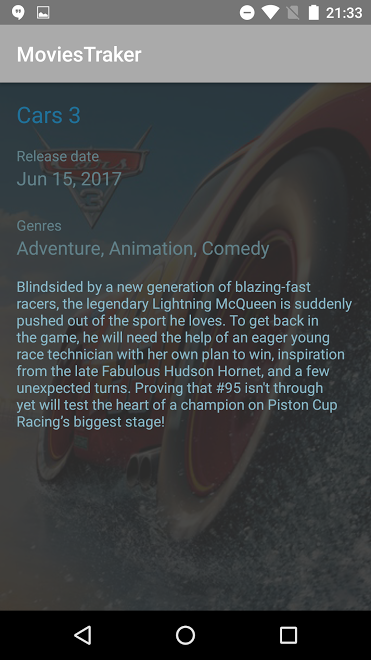 21:33
MoviesTraker
Cars 3
Release date
Jun 15, 2017
Genres
Adventure, Animation, Comedy
Blindsided by a new generation of blazing-fast
racers, the legendary Lightning McQueen is suddenly
pushed out of the sport he loves. To get back in
the game, he will need the help of an eager young
race technician with her own plan to win, inspiration
from the late Fabulous Hudson Hornet, and a few
unexpected turns. Proving that #95 isn't through
yet will test the heart of a champion on Piston Cup
Racing’s biggest stage!
Cars
3